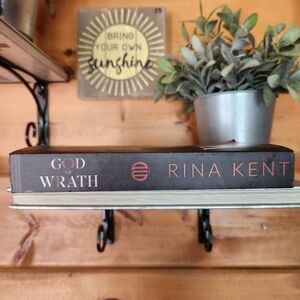 BRING
YOUR OWN
sunshine
GOD
OF
WRATH
RINA KENT